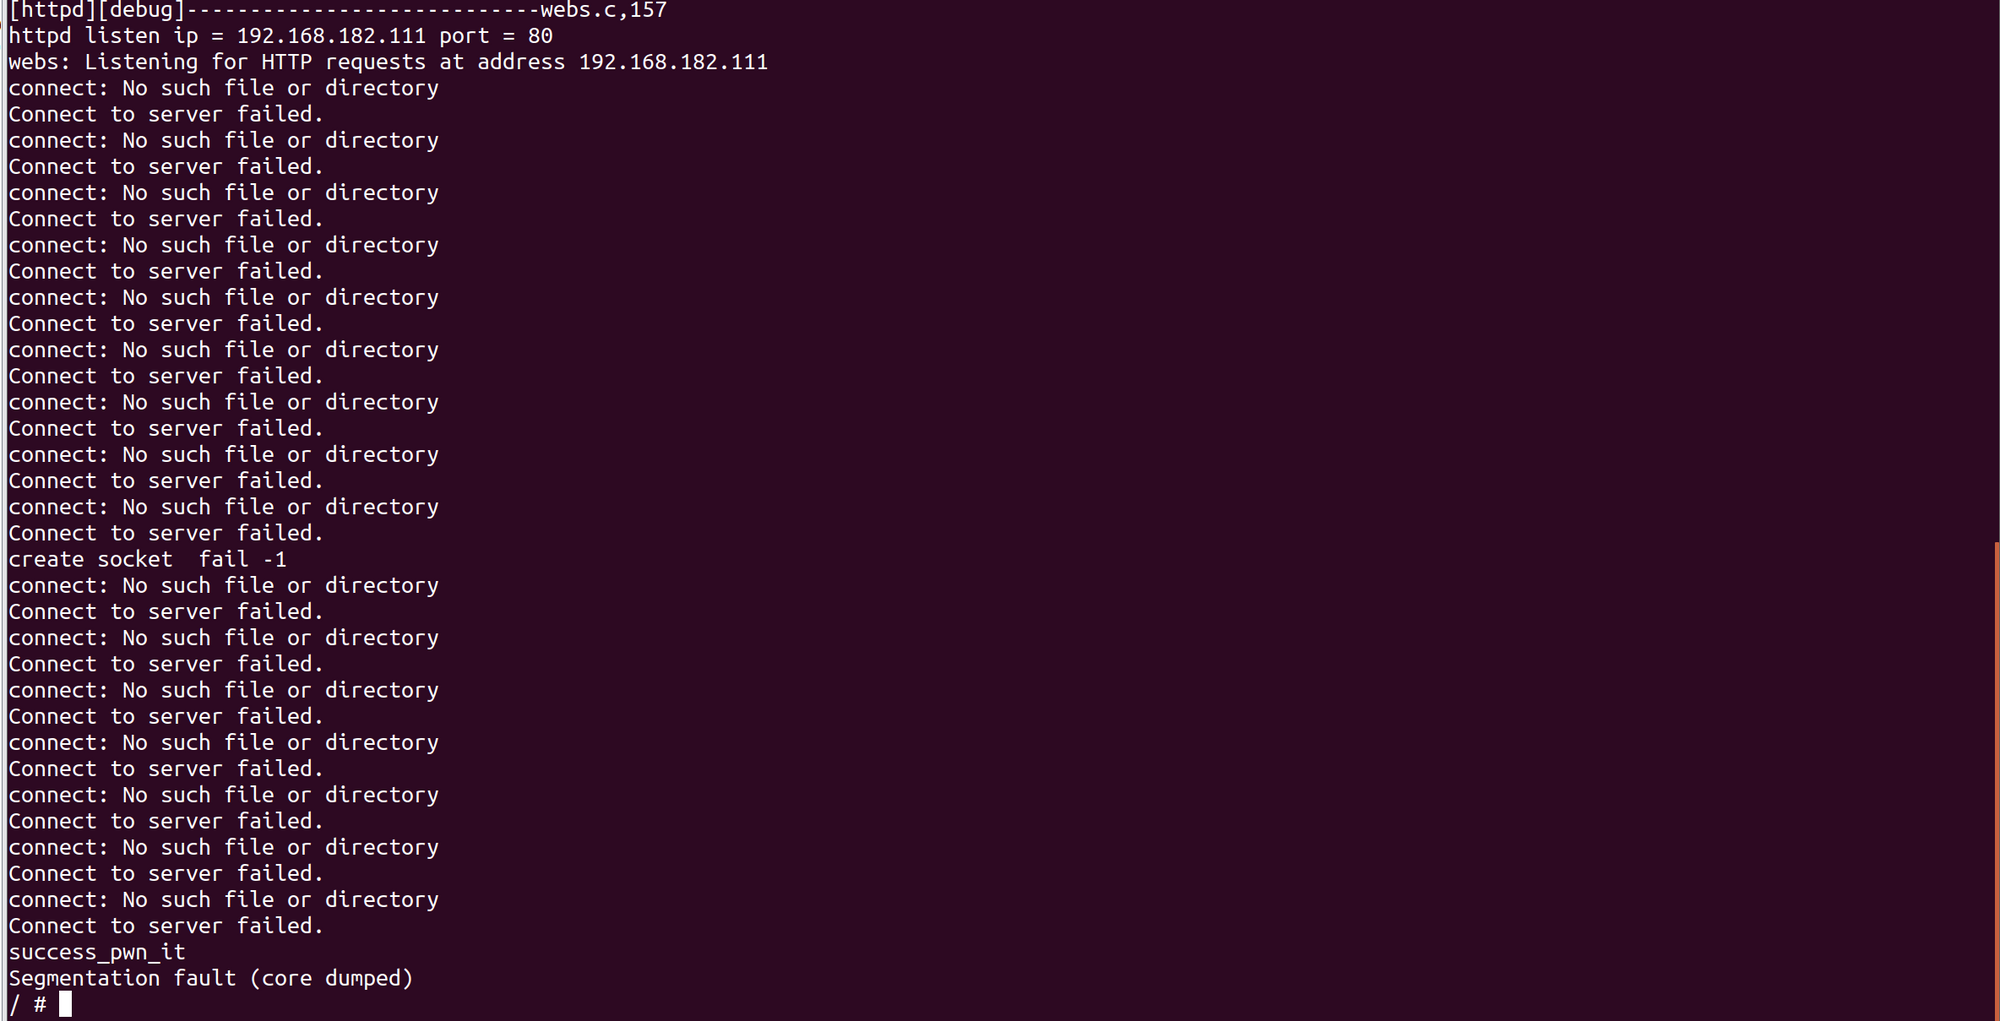 [httpd][debug]----------------------------webs.c,157
httpd listen ip = 192.168.182.111 port = 80
webs: Listening for HTTP requests at address 192.168.182.111
connect: No such file or directory
Connect to server failed.
connect: No such file or directory
Connect to server failed.
connect: No such file or directory
Connect to server failed.
connect: No such file or directory
Connect to server failed.
connect: No such file or directory
Connect to server failed.
connect: No such file or directory
Connect to server failed.
connect: No such file or directory
Connect to server failed.
connect: No such file or directory
Connect to server failed.
connect: No such file or directory
Connect to server failed.
create socket  fail -1
connect: No such file or directory
Connect to server failed.
connect: No such file or directory
Connect to server failed.
connect: No such file or directory
Connect to server failed.
connect: No such file or directory
Connect to server failed.
connect: No such file or directory
Connect to server failed.
connect: No such file or directory
Connect to server failed.
connect: No such file or directory
Connect to server failed.
success_pwn_it
Segmentation fault (core dumped)
/ #